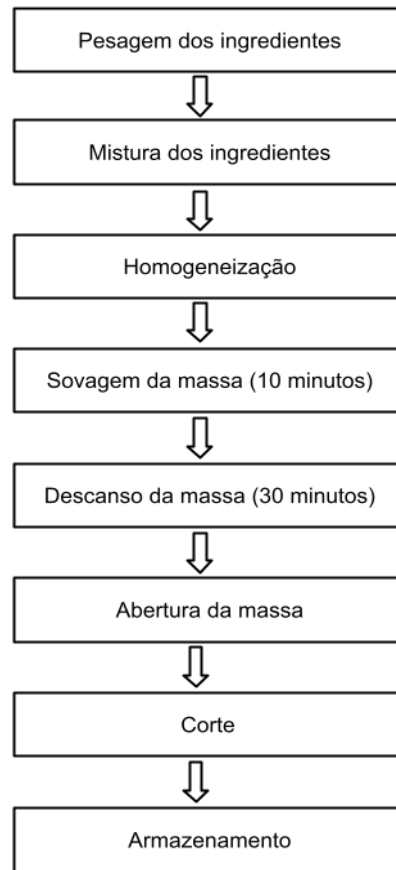 Pesagem dos ingredientes
Mistura dos ingredientes
Homogeneização
Sovagem da massa (10 minutos)
Descanso da massa (30 minutos)
Abertura da massa
Corte
Armazenamento